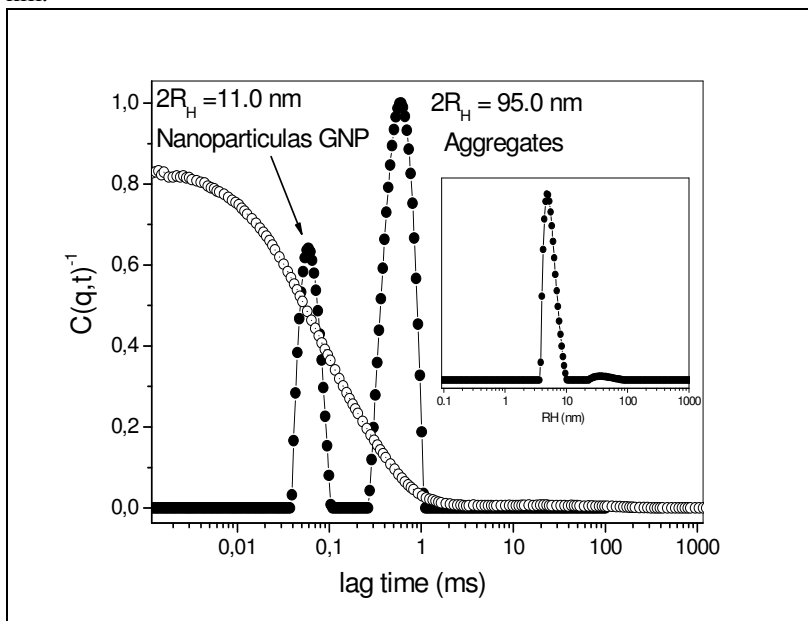 nm.
2R_H =11.0 nm
Nanoparticulas GNP
2R_H = 95.0 nm
Aggregates
C(q,t)^-1
1,0
0,8
0,6
0,4
0,2
0,0
0,01 0,1 1 10 100 1000
lag time (ms)
0.1 1 10 100 1000
RH (nm)